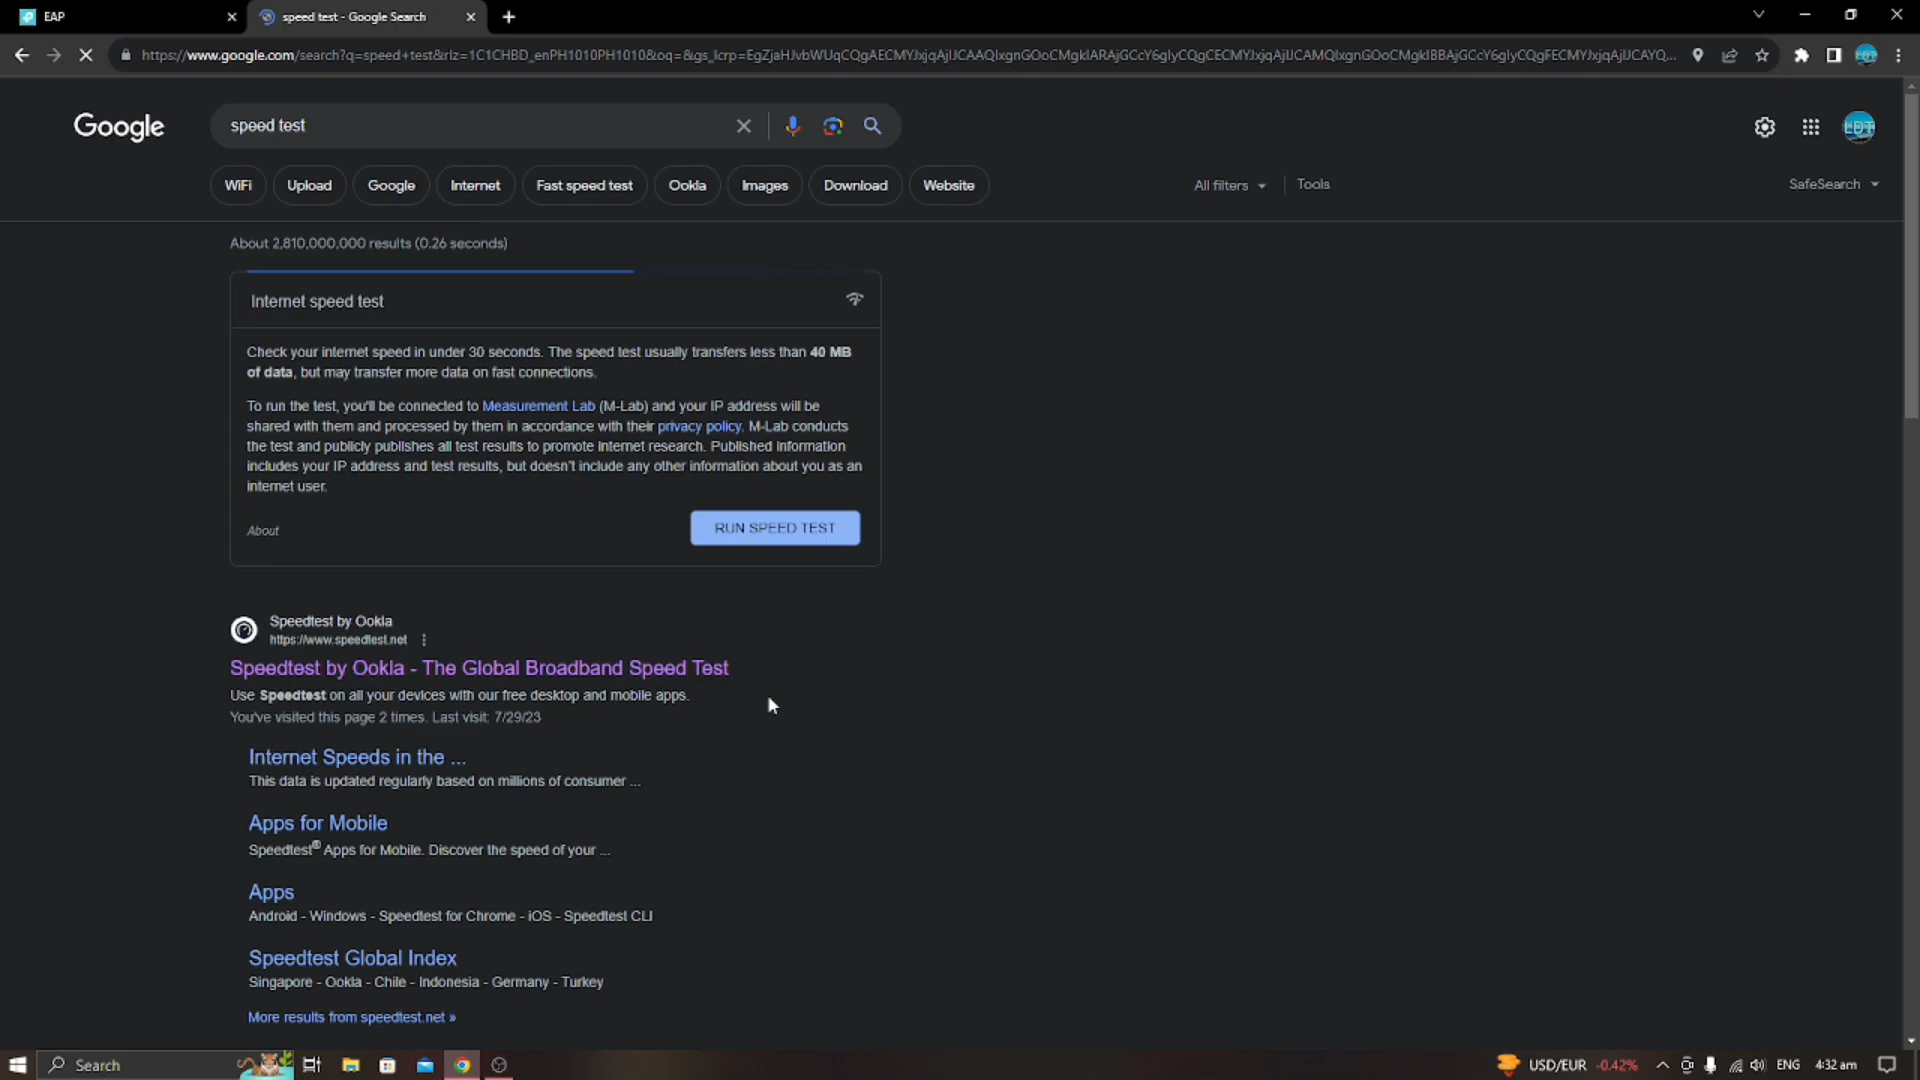 EAP
speed test - Google Search
https://www.google.com/search?q=speed+test&rlz=1C1CHBD_enPH1010PH1010&oq=&gs_lcrp=
Google
speed test
LDT
WiFi
Upload
Google
Internet
Fast speed test
Ookla
Images
Download
Website
All filters
Tools
SafeSearch
About 2,810,000,000 results (0.26 seconds)
Internet speed test
Check your internet speed in under 30 seconds. The speed test usually transfers less than 40 MB
of data, but may transfer more data on fast connections.
To run the test, you'll be connected to Measurement Lab (M-Lab) and your IP address will be
shared with them and processed by them in accordance with their privacy policy. M-Lab conducts
the test and publicly publishes all test results to promote internet research. Published information
includes your IP address and test results, but doesn't include any other information about you as an
internet user.
About
RUN SPEED TEST
Speedtest by Ookla
https://www.speedtest.net
Speedtest by Ookla - The Global Broadband Speed Test
Use Speedtest on all your devices with our free desktop and mobile apps.
You've visited this page 2 times. Last visit: 7/29/23
Internet Speeds in the ...
This data is updated regularly based on millions of consumer ...
Apps for Mobile
Speedtest® Apps for Mobile. Discover the speed of your ...
Apps
Android - Windows - Speedtest for Chrome - iOS - Speedtest CLI
Speedtest Global Index
Singapore - Ookla - Chile - Indonesia - Germany - Turkey
More results from speedtest.net »
Search
USD/EUR -0.42%
ENG
4:32 am